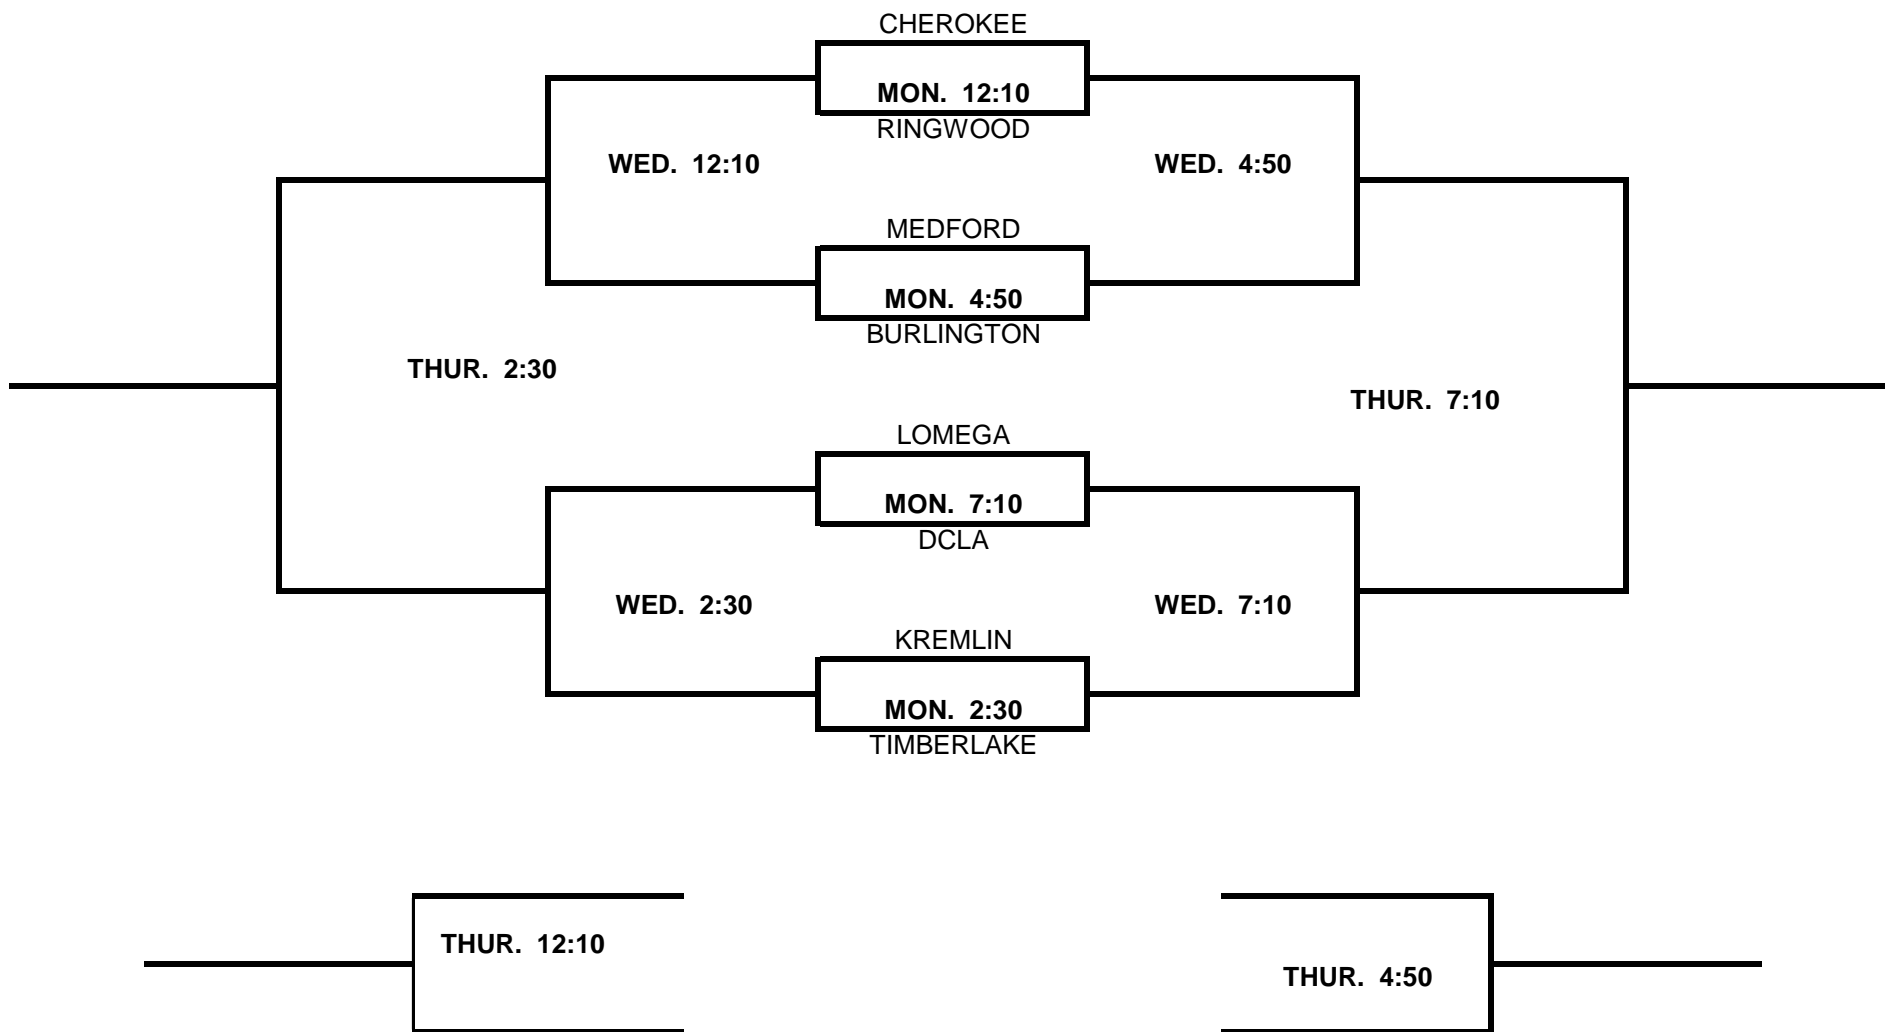 CHEROKEE
MON. 12:10
RINGWOOD
WED. 12:10
WED. 4:50
MEDFORD
MON. 4:50
BURLINGTON
THUR. 2:30
THUR. 7:10
LOMEGA
MON. 7:10
DCLA
WED. 2:30
WED. 7:10
KREMLIN
MON. 2:30
TIMBERLAKE
THUR. 12:10
THUR. 4:50